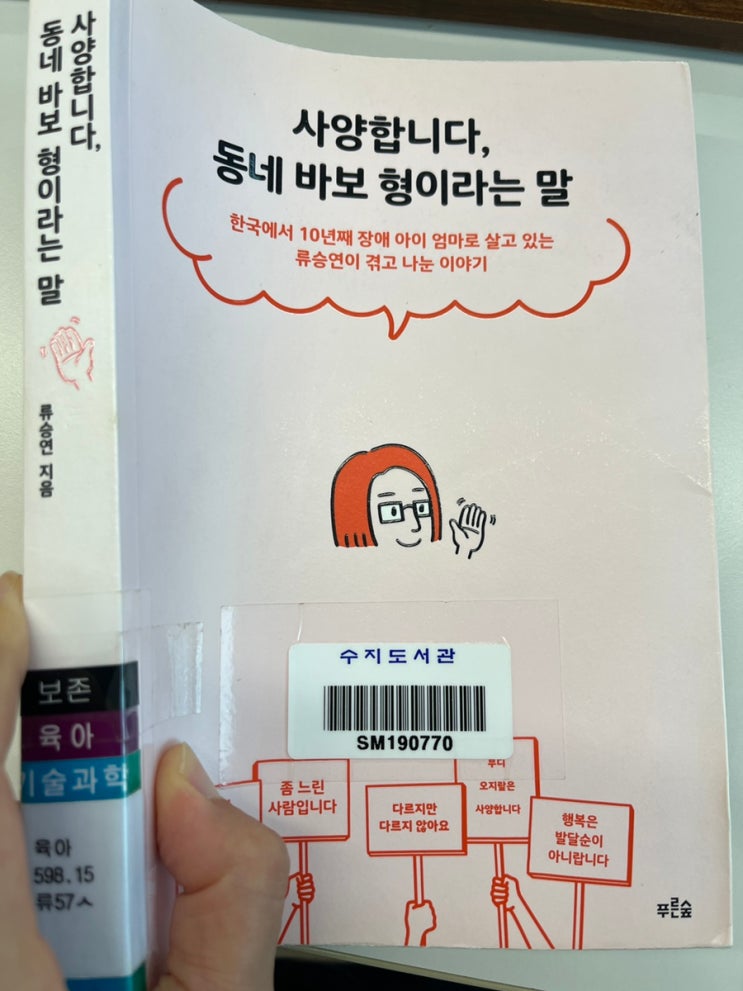 사양합니다,
동네 바보 형이라는 말
류승연 지음
보존
육아
기술과학
육아
598.15
류57ㅅ
사양합니다,
동네 바보 형이라는 말
한국에서 10년째 장애 아이 엄마로 살고 있는
류승연이 겪고 나눈 이야기
수지도서관
SM190770
좀 느린
사람입니다
다르지만
다르지 않아요
부디
오지랖은
사양합니다
행복은
발달순이
아니랍니다
푸른숲